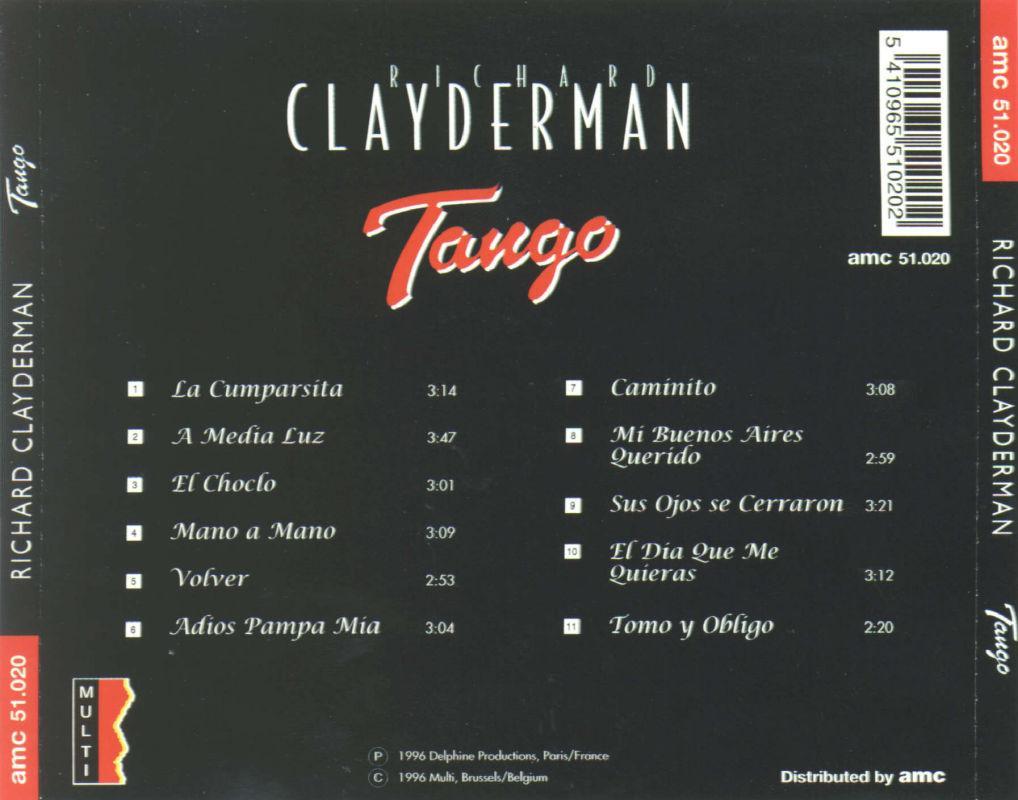 RICHARD
CLAYDERMAN
Tango
5 410965 510202
amc 51.020
1 La Cumparsita 3:14
2 A Media Luz 3:47
3 El Choclo 3:01
4 Mano a Mano 3:09
5 Volver 2:53
6 Adios Pampa Mia 3:04
7 Caminito 3:08
8 Mi Buenos Aires
Querido 2:59
9 Sus Ojos se Cerraron 3:21
10 El Dia Que Me
Quieras 3:12
11 Tomo y Obligo 2:20
MULTI
P 1996 Delphine Productions, Paris/France
C 1996 Multi, Brussels/Belgium
Distributed by amc
amc 51.020 RICHARD CLAYDERMAN Tango
amc 51.020 RICHARD CLAYDERMAN Tango